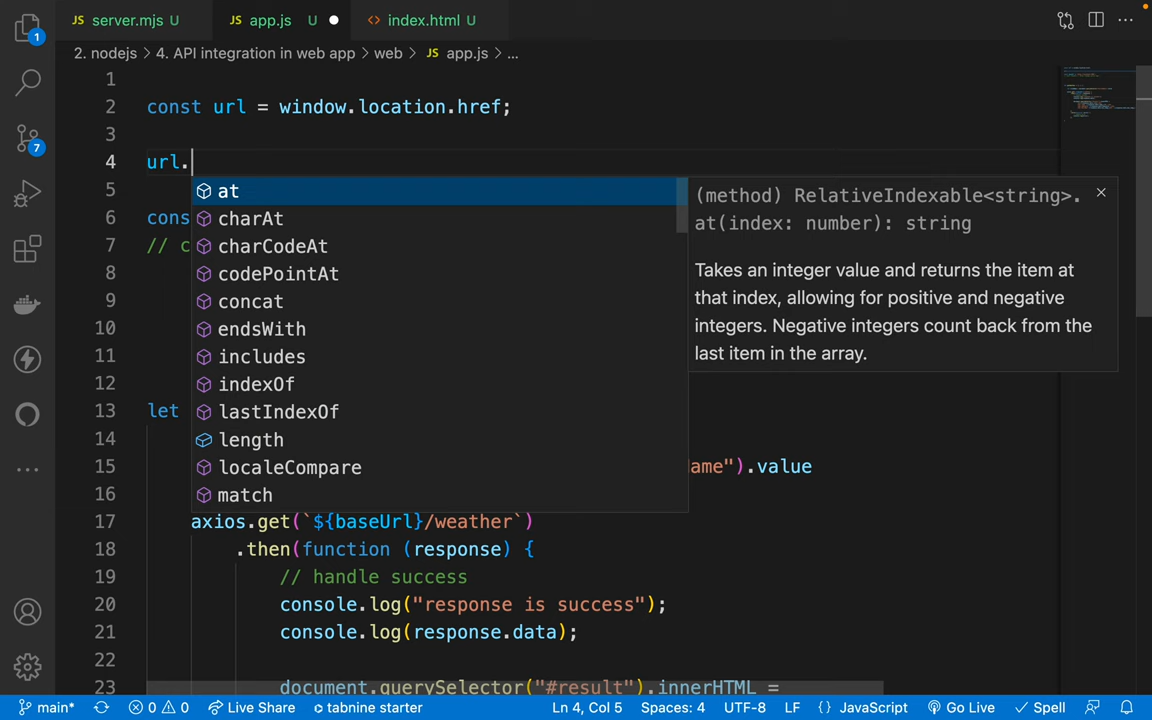 server.mjs U
app.js U
index.html U
2. nodejs > 4. API integration in web app > web > JS app.js > ...
1
2 const url = window.location.href;
3
4 url.
5
6 cons
7 // c
8
9
10
11
12
13 let
14
15 ame").value
16
17 axios.get(`${baseUrl}/weather`)
18 .then(function (response) {
19 // handle success
20 console.log("response is success");
21 console.log(response.data);
22
23 document.querySelector("#result").innerHTML =
at
charAt
charCodeAt
codePointAt
concat
endsWith
includes
indexOf
lastIndexOf
length
localeCompare
match
(method) RelativeIndexable<string>.
at(index: number): string
Takes an integer value and returns the item at
that index, allowing for positive and negative
integers. Negative integers count back from the
last item in the array.
1
7
main* 0 0 Live Share tabnine starter Ln 4, Col 5 Spaces: 4 UTF-8 LF {} JavaScript Go Live Spell